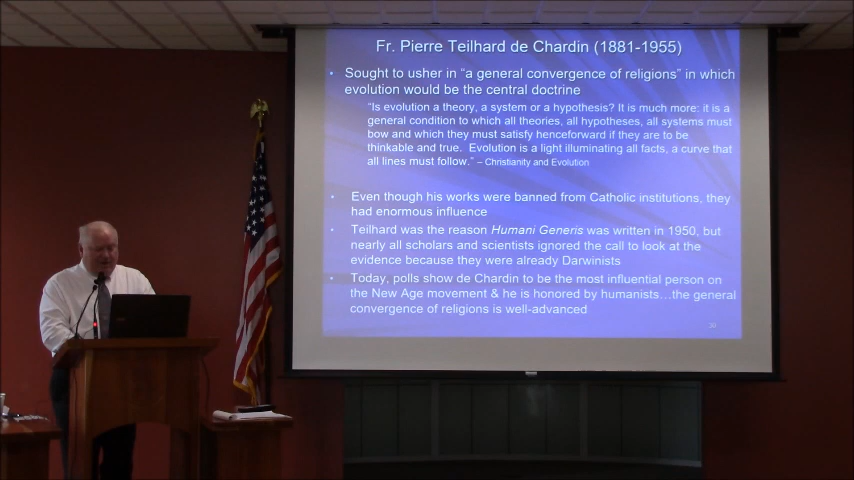 Fr. Pierre Teilhard de Chardin (1881-1955)
• Sought to usher in “a general convergence of religions” in which
evolution would be the central doctrine
“Is evolution a theory, a system or a hypothesis? It is much more: it is a
general condition to which all theories, all hypotheses, all systems must
bow and which they must satisfy henceforward if they are to be
thinkable and true. Evolution is a light illuminating all facts, a curve that
all lines must follow.” – Christianity and Evolution
• Even though his works were banned from Catholic institutions, they
had enormous influence
• Teilhard was the reason Humani Generis was written in 1950, but
nearly all scholars and scientists ignored the call to look at the
evidence because they were already Darwinists
• Today, polls show de Chardin to be the most influential person on
the New Age movement & he is honored by humanists…the general
convergence of religions is well-advanced
39